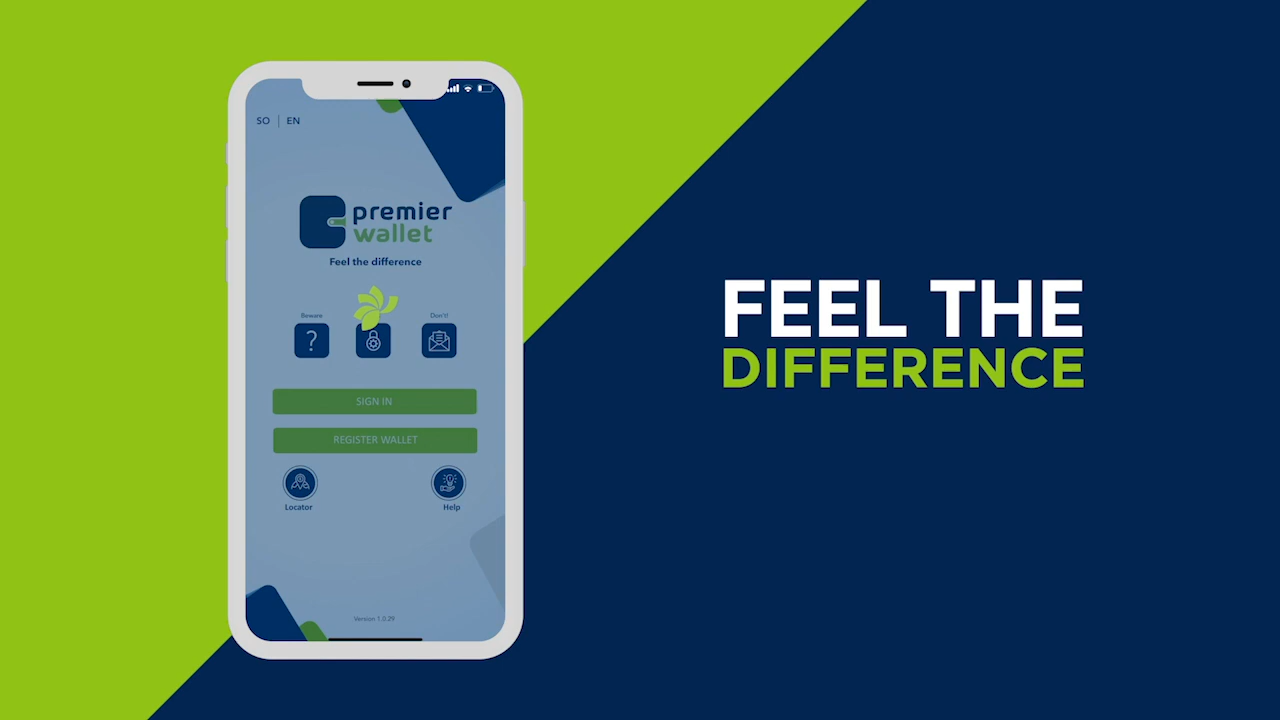 SO | EN
premier
wallet
Feel the difference
Beware
Don't!
?
SIGN IN
REGISTER WALLET
Locator
Help
Version 1.0.29
FEEL THE
DIFFERENCE